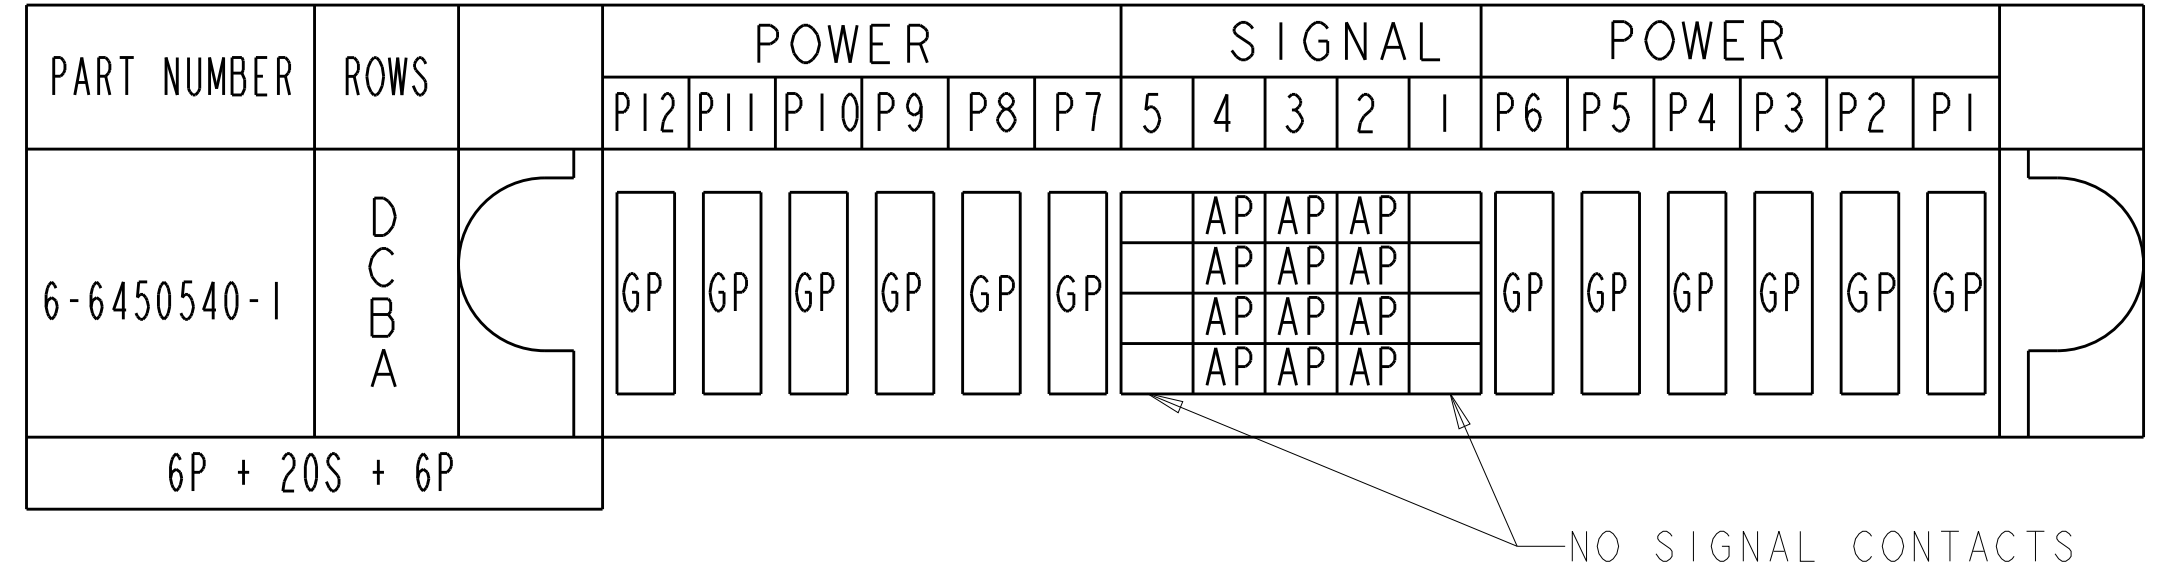 POWER SIGNAL POWER
PART NUMBER ROWS
P12 P11 P10 P9 P8 P7 5 4 3 2 1 P6 P5 P4 P3 P2 P1
D AP AP AP
C AP AP AP
6-6450540-1 GP GP GP GP GP GP GP GP GP GP GP GP
B AP AP AP
A AP AP AP
6P + 20S + 6P
NO SIGNAL CONTACTS